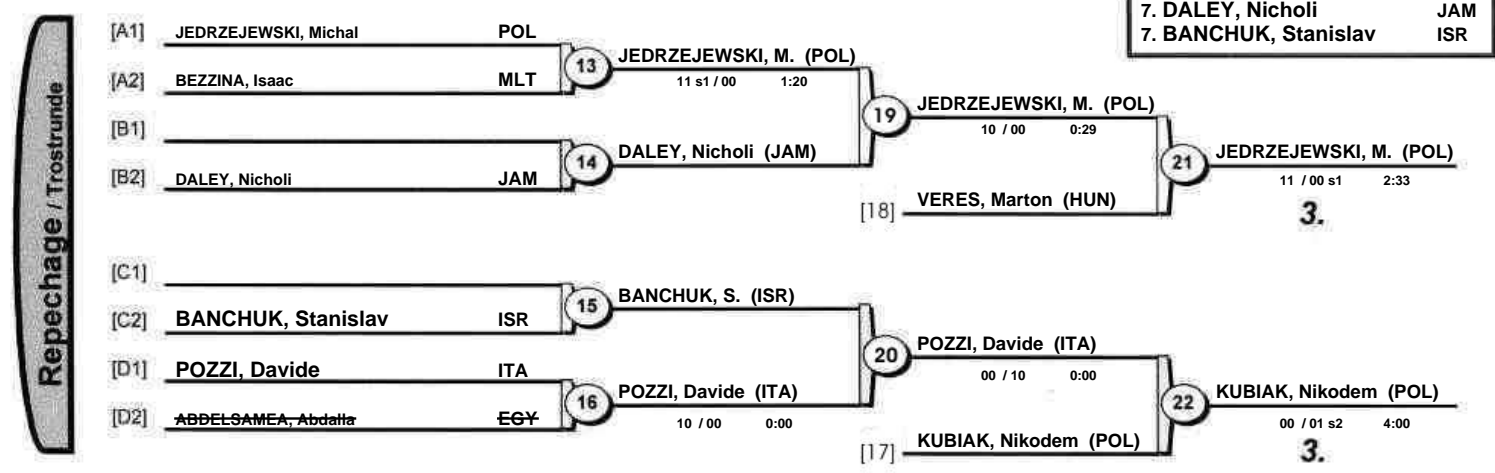 7. DALEY, Nicholi JAM
7. BANCHUK, Stanislav ISR
Repechage / Trostrunde
[A1] JEDRZEJEWSKI, Michal POL
13 JEDRZEJEWSKI, M. (POL)
11 s1 / 00 1:20
[A2] BEZZINA, Isaac MLT
19 JEDRZEJEWSKI, M. (POL)
10 / 00 0:29
[B1]
14 DALEY, Nicholi (JAM)
21 JEDRZEJEWSKI, M. (POL)
11 / 00 s1 2:33
3.
[B2] DALEY, Nicholi JAM
[18] VERES, Marton (HUN)
[C1]
15 BANCHUK, S. (ISR)
[C2] BANCHUK, Stanislav ISR
20 POZZI, Davide (ITA)
00 / 10 0:00
[D1] POZZI, Davide ITA
16 POZZI, Davide (ITA)
10 / 00 0:00
22 KUBIAK, Nikodem (POL)
00 / 01 s2 4:00
3.
[D2] ABDELSAMEA, Abdalla EGY
[17] KUBIAK, Nikodem (POL)